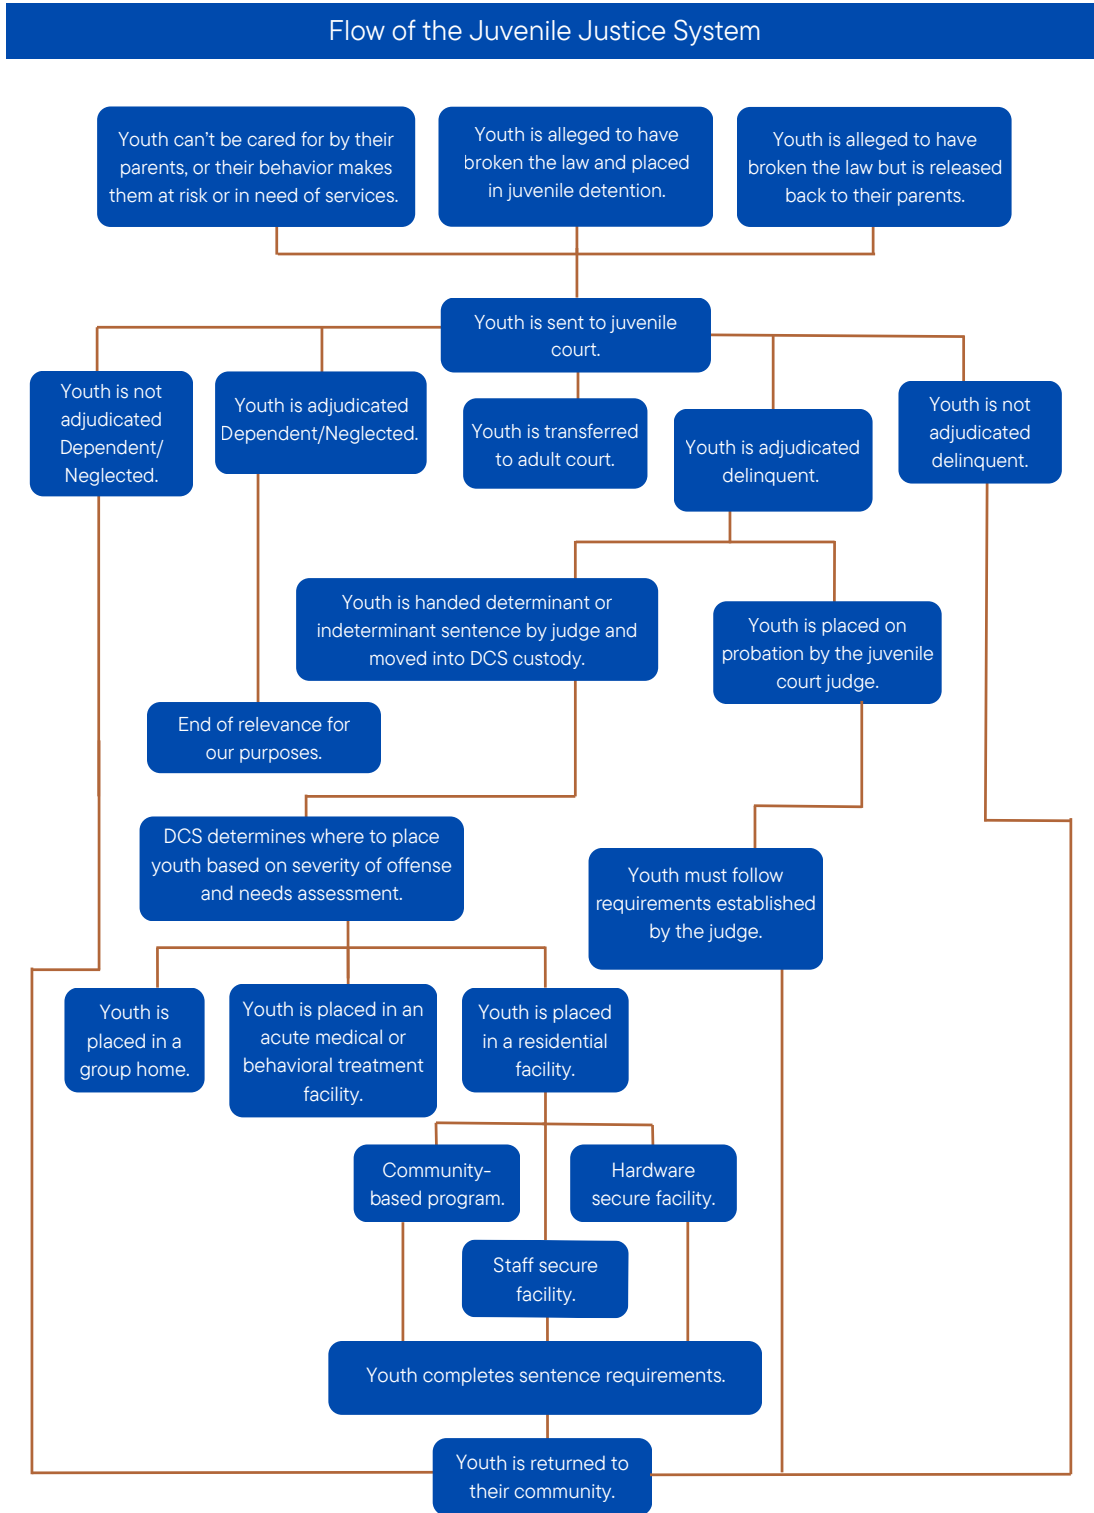 Flow of the Juvenile Justice System
Youth can't be cared for by their
parents, or their behavior makes
them at risk or in need of services.
Youth is alleged to have
broken the law and placed
in juvenile detention.
Youth is alleged to have
broken the law but is released
back to their parents.
Youth is sent to juvenile
court.
Youth is not
adjudicated
Dependent/
Neglected.
Youth is adjudicated
Dependent/Neglected.
Youth is transferred
to adult court.
Youth is adjudicated
delinquent.
Youth is not
adjudicated
delinquent.
Youth is handed determinant or
indeterminant sentence by judge and
moved into DCS custody.
Youth is placed on
probation by the juvenile
court judge.
End of relevance for
our purposes.
DCS determines where to place
youth based on severity of offense
and needs assessment.
Youth must follow
requirements established
by the judge.
Youth is
placed in a
group home.
Youth is placed in an
acute medical or
behavioral treatment
facility.
Youth is placed
in a residential
facility.
Community-
based program.
Hardware
secure facility.
Staff secure
facility.
Youth completes sentence requirements.
Youth is returned to
their community.